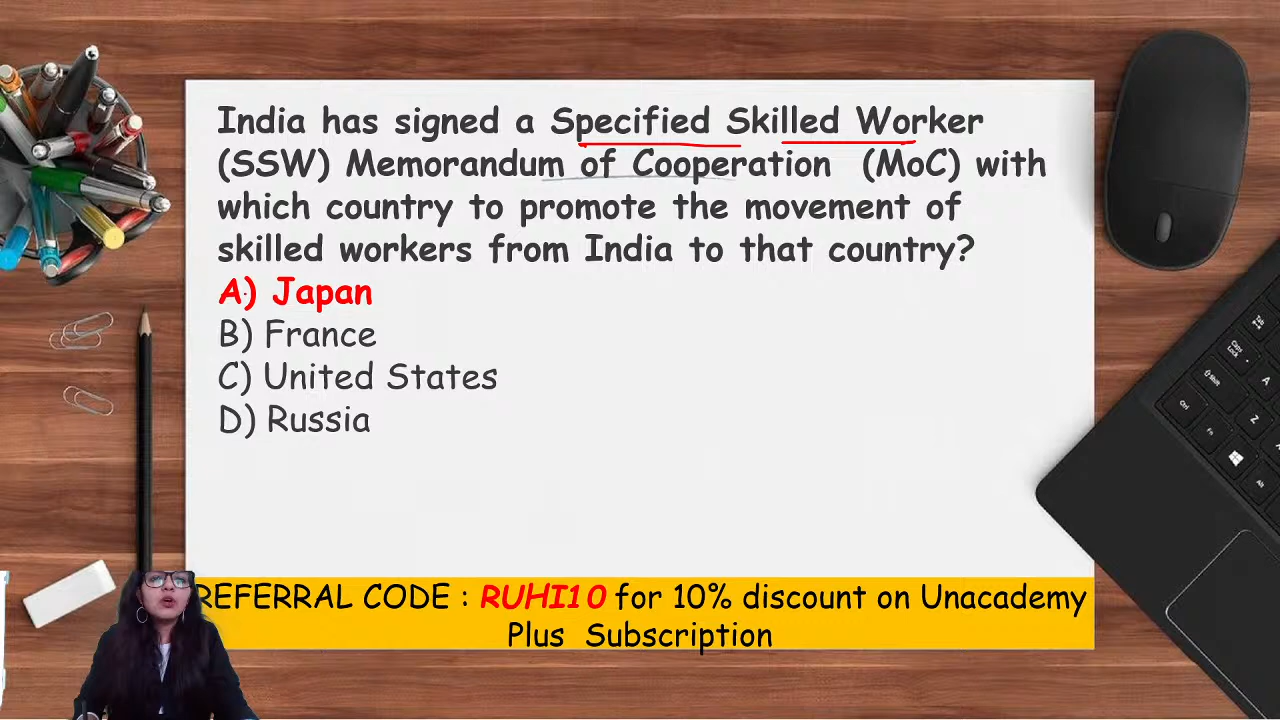 India has signed a Specified Skilled Worker
(SSW) Memorandum of Cooperation (MoC) with
which country to promote the movement of
skilled workers from India to that country?
A) Japan
B) France
C) United States
D) Russia
REFERRAL CODE : RUHI10 for 10% discount on Unacademy
Plus Subscription